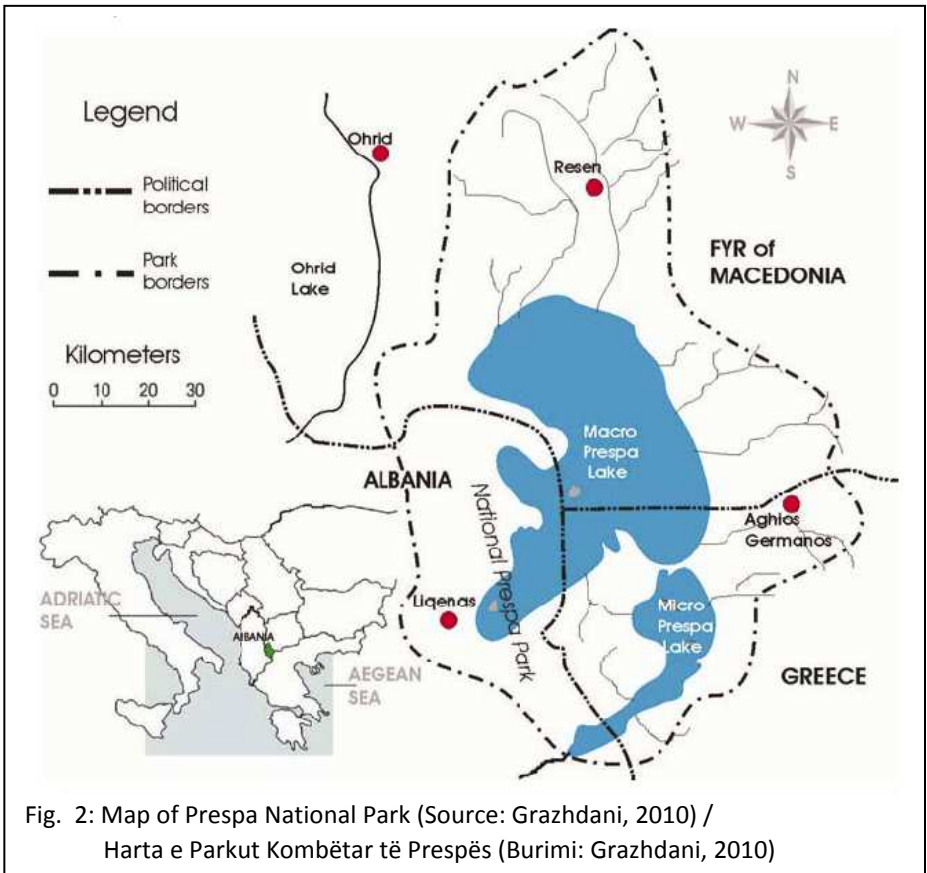 Legend
Political
borders
Park
borders
Kilometers
0 10 20 30
Ohrid
Ohrid
Lake
Resen
N
W E
S
FYR of
MACEDONIA
Macro
Prespa
Lake
ALBANIA
National Prespa Park
Aghios
Germanos
Liqenas
Micro
Prespa
Lake
GREECE
ADRIATIC
SEA
AlBANIA
AEGEAN
SEA
Fig. 2: Map of Prespa National Park (Source: Grazhdani, 2010) /
Harta e Parkut Kombëtar të Prespës (Burimi: Grazhdani, 2010)